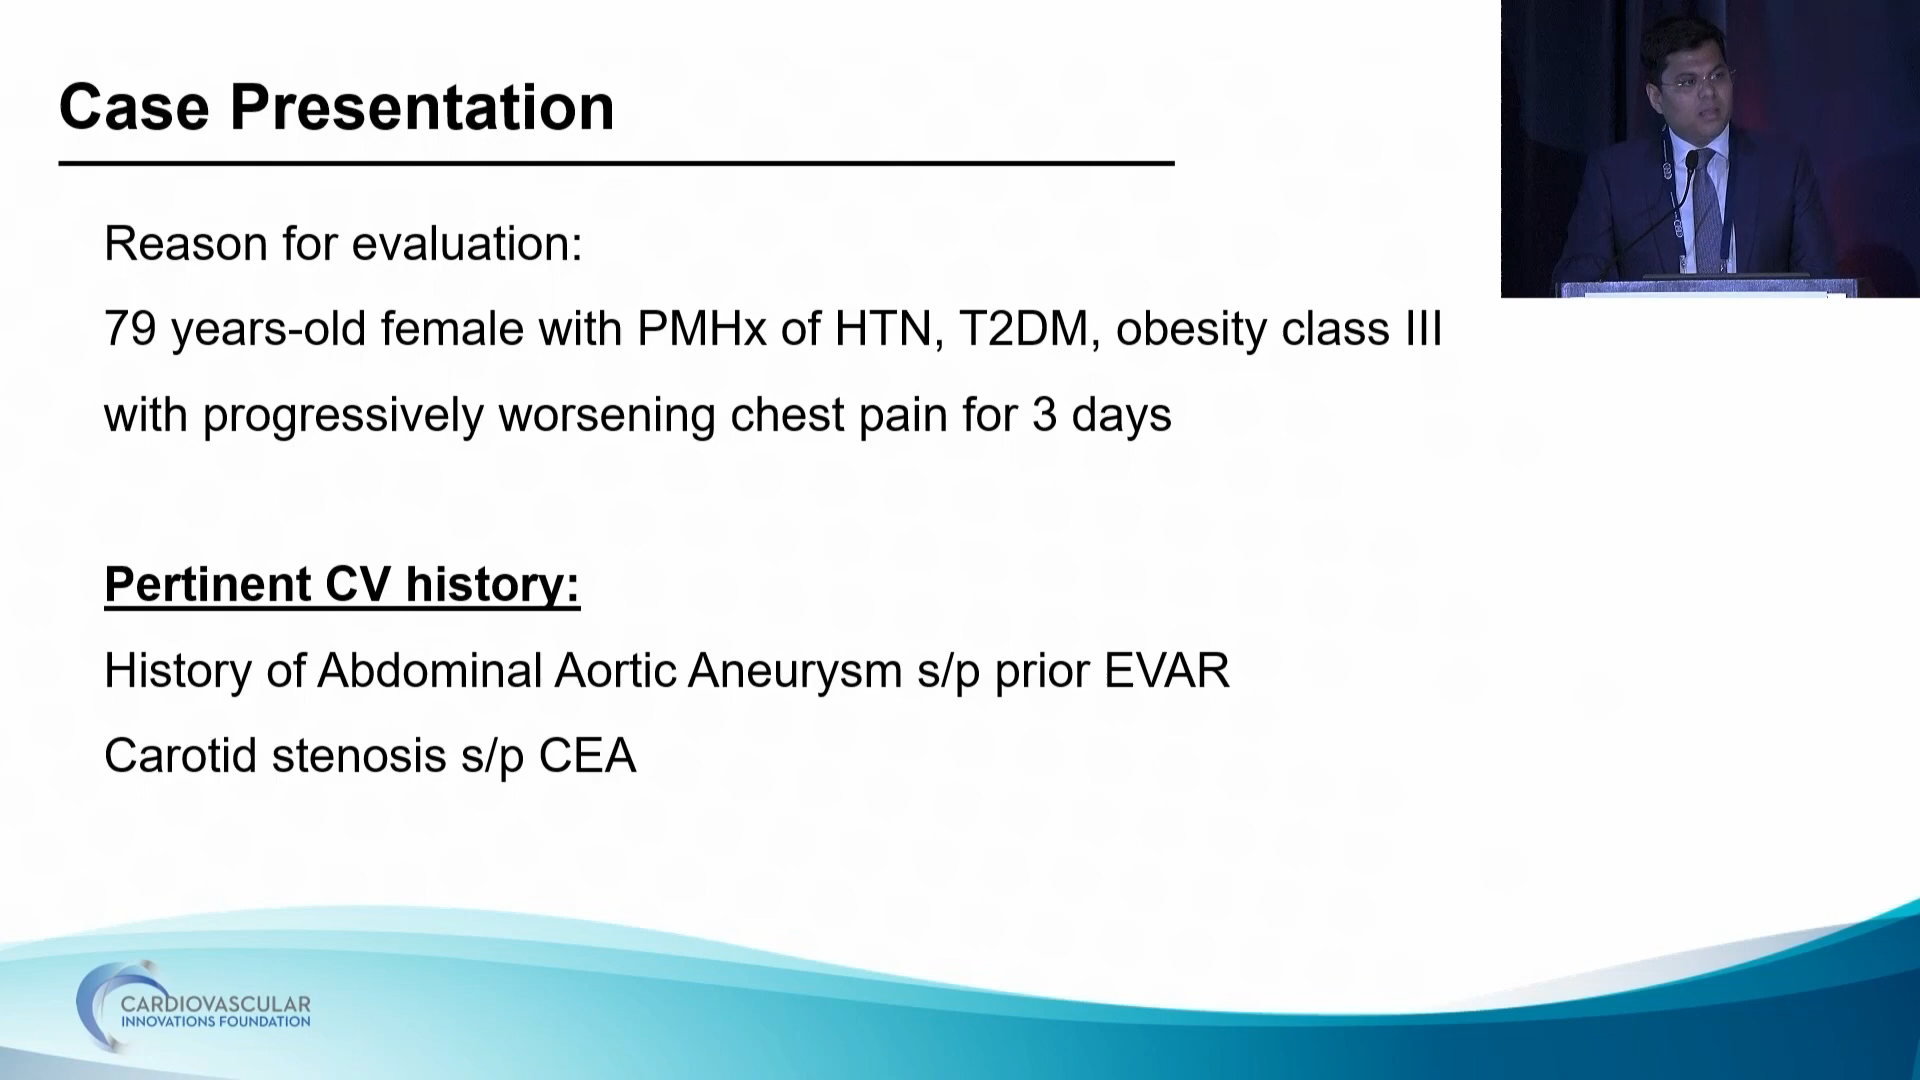 Case Presentation
Reason for evaluation:
79 years-old female with PMHx of HTN, T2DM, obesity class III
with progressively worsening chest pain for 3 days
Pertinent CV history:
History of Abdominal Aortic Aneurysm s/p prior EVAR
Carotid stenosis s/p CEA
CARDIOVASCULAR
INNOVATIONS FOUNDATION